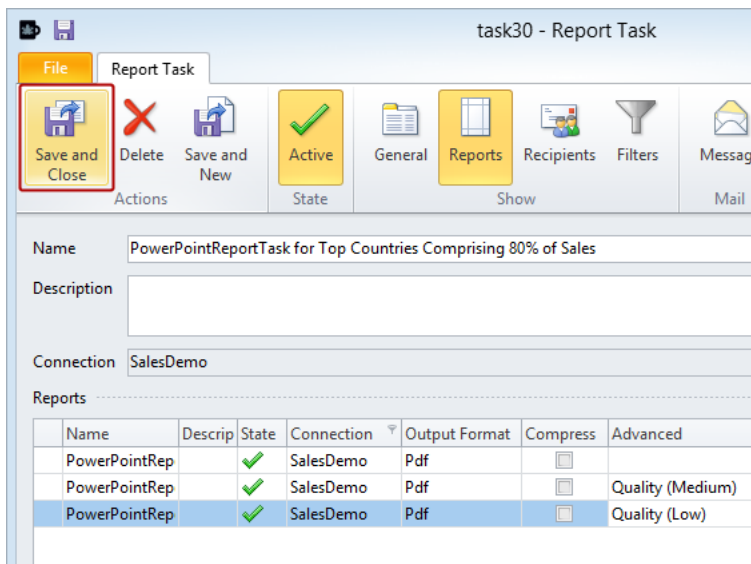 task30 - Report Task
File Report Task
Save and Close Delete Save and New Active General Reports Recipients Filters Messag
Actions State Show Mail
Name PowerPointReportTask for Top Countries Comprising 80% of Sales
Description
Connection SalesDemo
Reports
Name Descrip State Connection Output Format Compress Advanced
PowerPointRep SalesDemo Pdf
PowerPointRep SalesDemo Pdf Quality (Medium)
PowerPointRep SalesDemo Pdf Quality (Low)